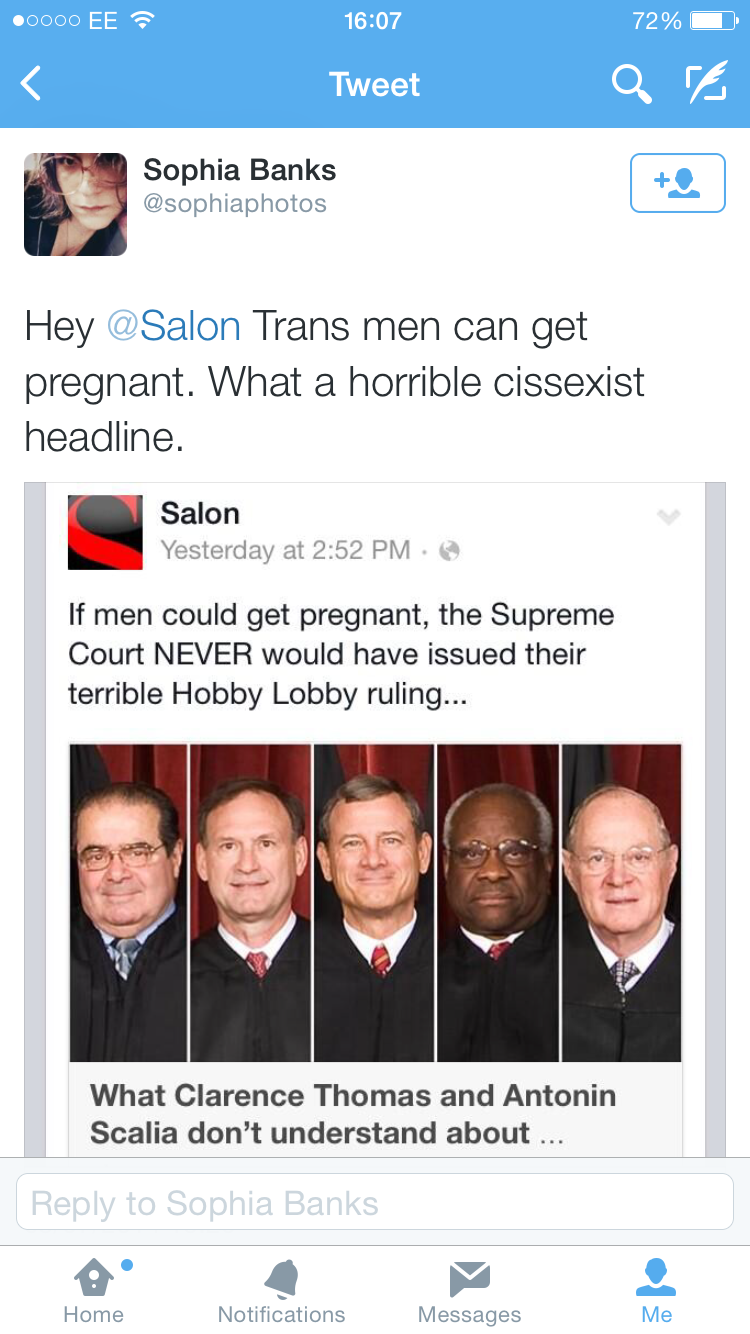 EE 16:07 72%
Tweet
Sophia Banks
@sophiaphotos
Hey @Salon Trans men can get
pregnant. What a horrible cissexist
headline.
Salon
Yesterday at 2:52 PM ·
If men could get pregnant, the Supreme
Court NEVER would have issued their
terrible Hobby Lobby ruling...
What Clarence Thomas and Antonin
Scalia don’t understand about ...
Reply to Sophia Banks
Home Notifications Messages Me